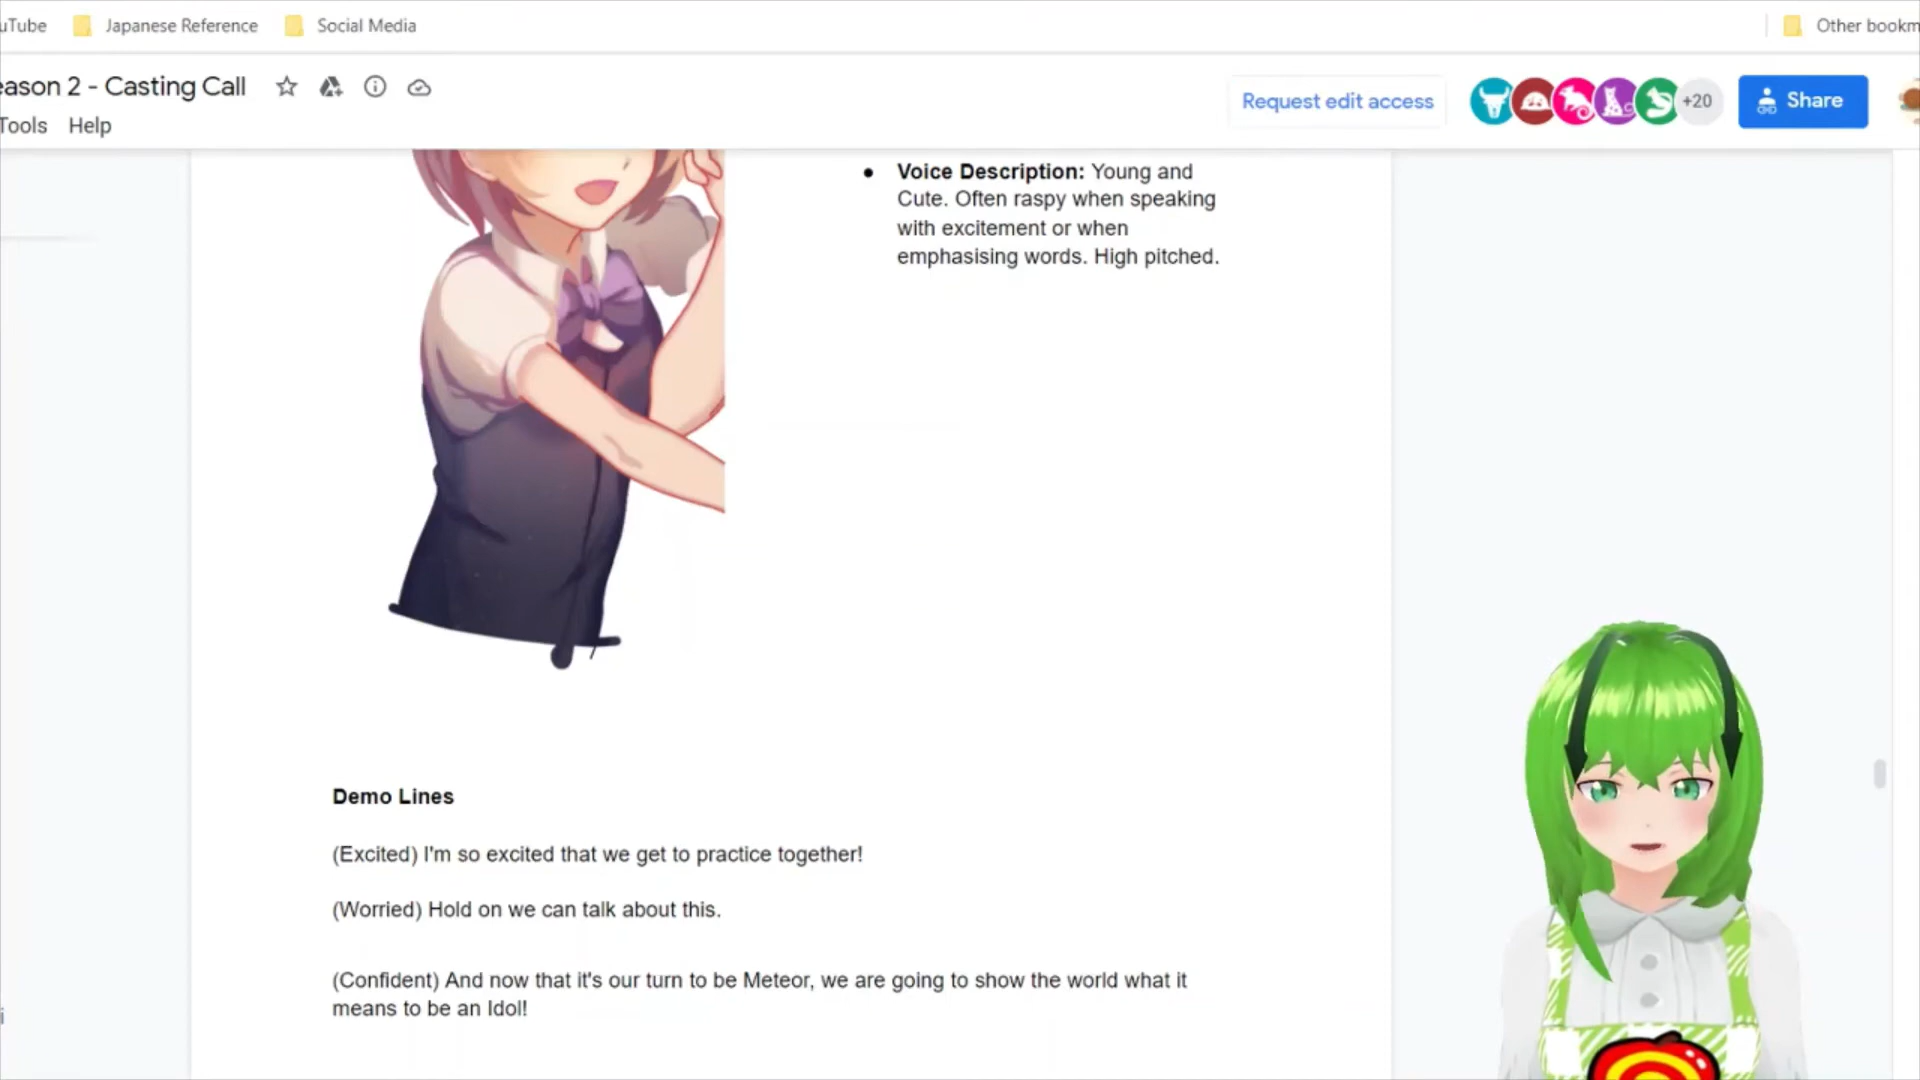 uTube
Japanese Reference
Social Media
Other bookm
eason 2 - Casting Call
Request edit access
+20
Share
Tools
Help
● Voice Description: Young and
Cute. Often raspy when speaking
with excitement or when
emphasising words. High pitched.
Demo Lines
(Excited) I'm so excited that we get to practice together!
(Worried) Hold on we can talk about this.
(Confident) And now that it's our turn to be Meteor, we are going to show the world what it
means to be an Idol!
i